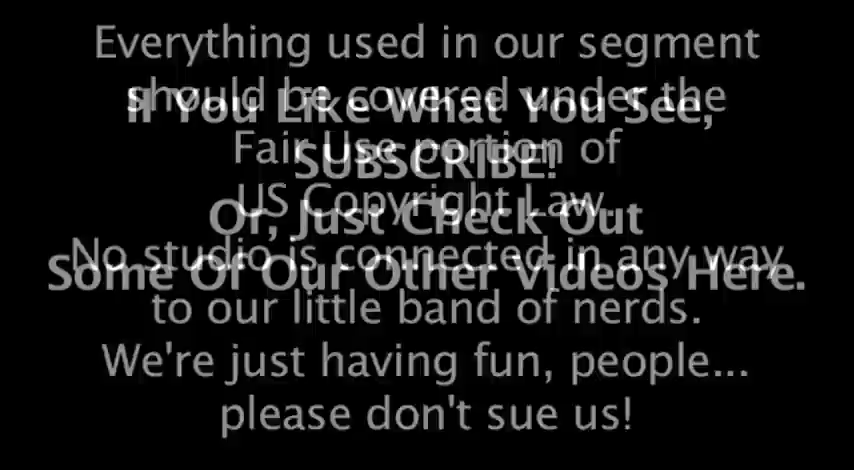 Everything used in our segment
should be covered under the
If You Like What You See,
Fair Use portion of
SUBSCRIBE!
US Copyright Law.
Or, Just Check Out
No studio is connected in any way
Some Of Our Other Videos Here.
to our little band of nerds.
We're just having fun, people...
please don't sue us!